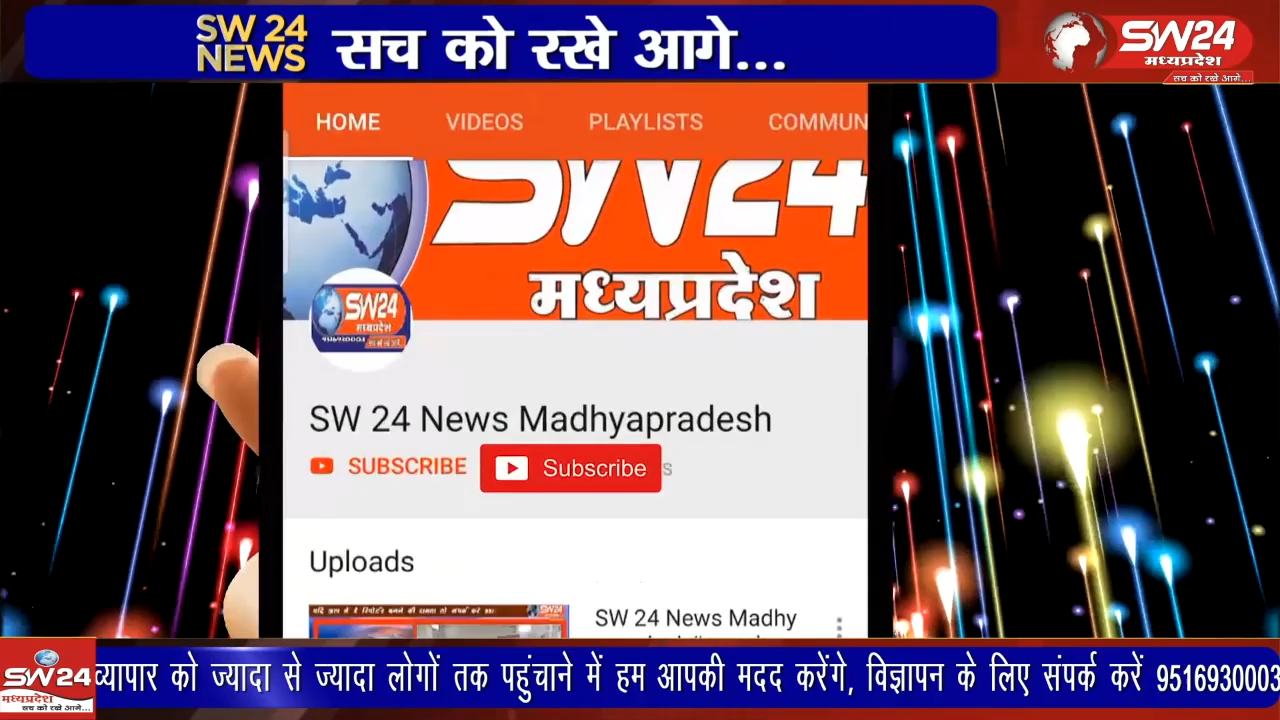 SW 24
NEWS
सच को रखे आगे...
SW24
मध्यप्रदेश
सच को रखे आगे...
HOME VIDEOS PLAYLISTS COMMUN
SW24
मध्यप्रदेश
SW24
मध्यप्रदेश
9516930003
SW 24 News Madhyapradesh
SUBSCRIBE Subscribe s
Uploads
SW 24 News Madhy
SW24
मध्यप्रदेश
सच को रखे आगे...
व्यापार को ज्यादा से ज्यादा लोगों तक पहुंचाने में हम आपकी मदद करेंगे, विज्ञापन के लिए संपर्क करें 9516930003